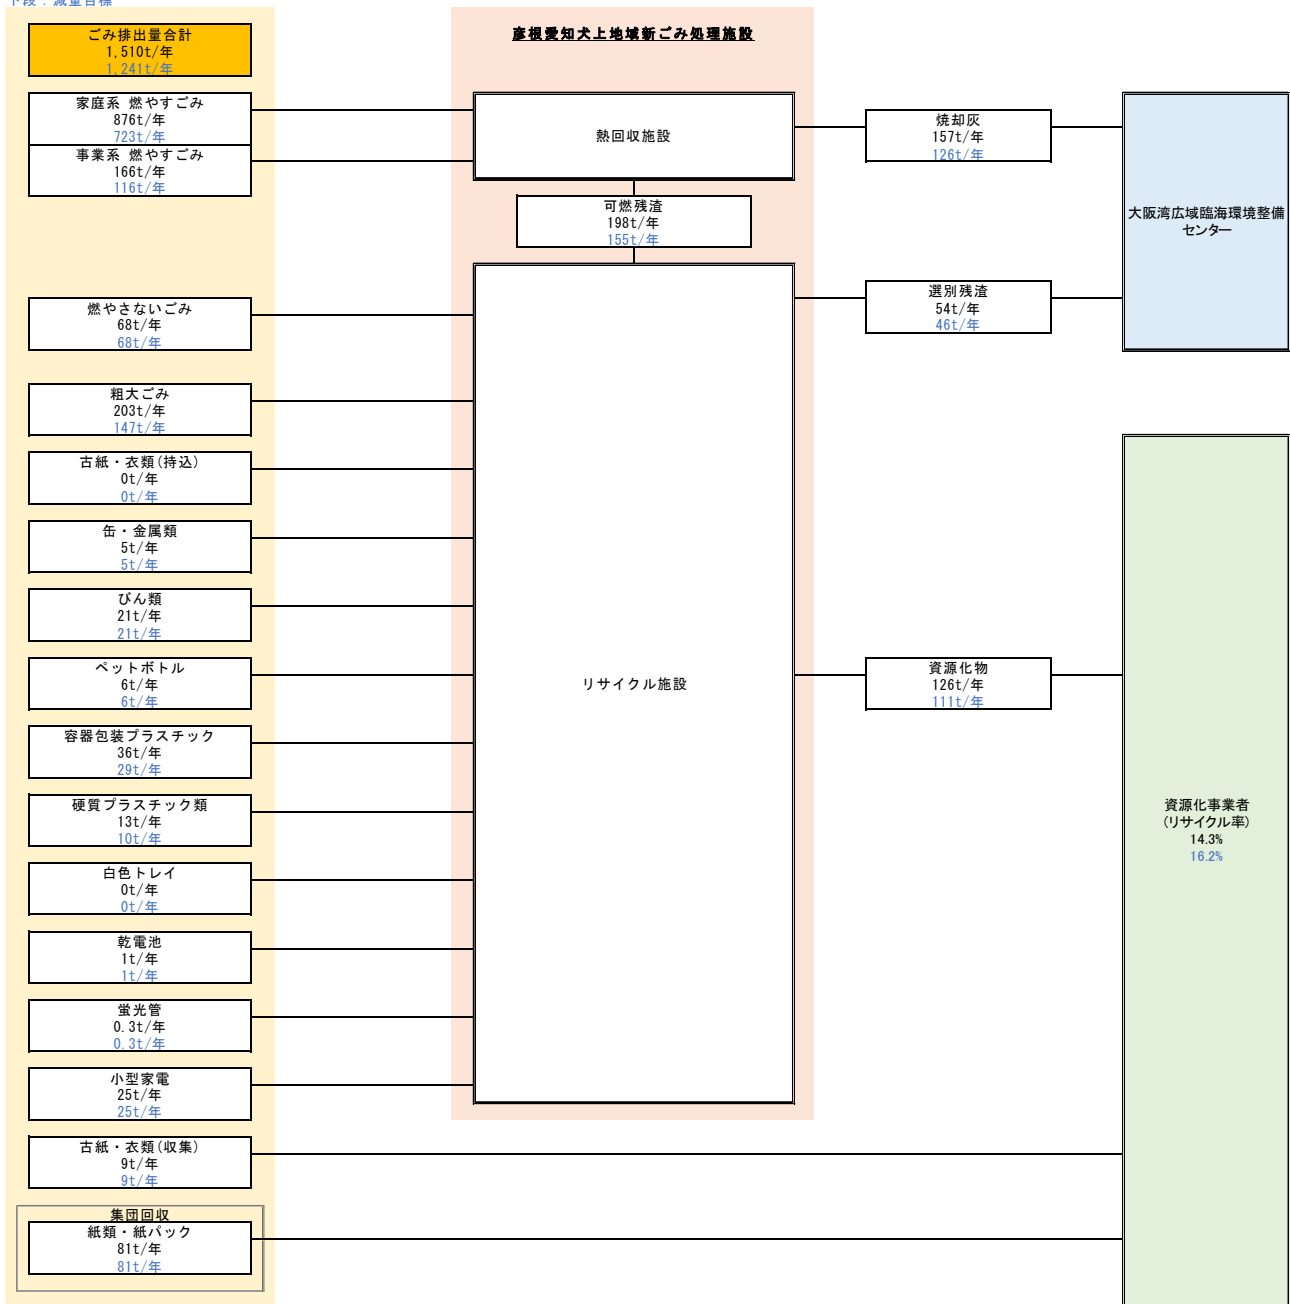 下段：減量目標
ごみ排出量合計
1,510t/年
1,241t/年
彦根愛知犬上地域新ごみ処理施設
家庭系 燃やすごみ
876t/年
723t/年
事業系 燃やすごみ
166t/年
116t/年
熱回収施設
焼却灰
157t/年
126t/年
大阪湾広域臨海環境整備
センター
可燃残渣
198t/年
155t/年
選別残渣
54t/年
46t/年
燃やさないごみ
68t/年
68t/年
粗大ごみ
203t/年
147t/年
古紙・衣類(持込)
0t/年
0t/年
缶・金属類
5t/年
5t/年
びん類
21t/年
21t/年
ペットボトル
6t/年
6t/年
リサイクル施設
資源化物
126t/年
111t/年
容器包装プラスチック
36t/年
29t/年
硬質プラスチック類
13t/年
10t/年
資源化事業者
(リサイクル率)
14.3%
16.2%
白色トレイ
0t/年
0t/年
乾電池
1t/年
1t/年
蛍光管
0.3t/年
0.3t/年
小型家電
25t/年
25t/年
古紙・衣類(収集)
9t/年
9t/年
集団回収
紙類・紙パック
81t/年
81t/年